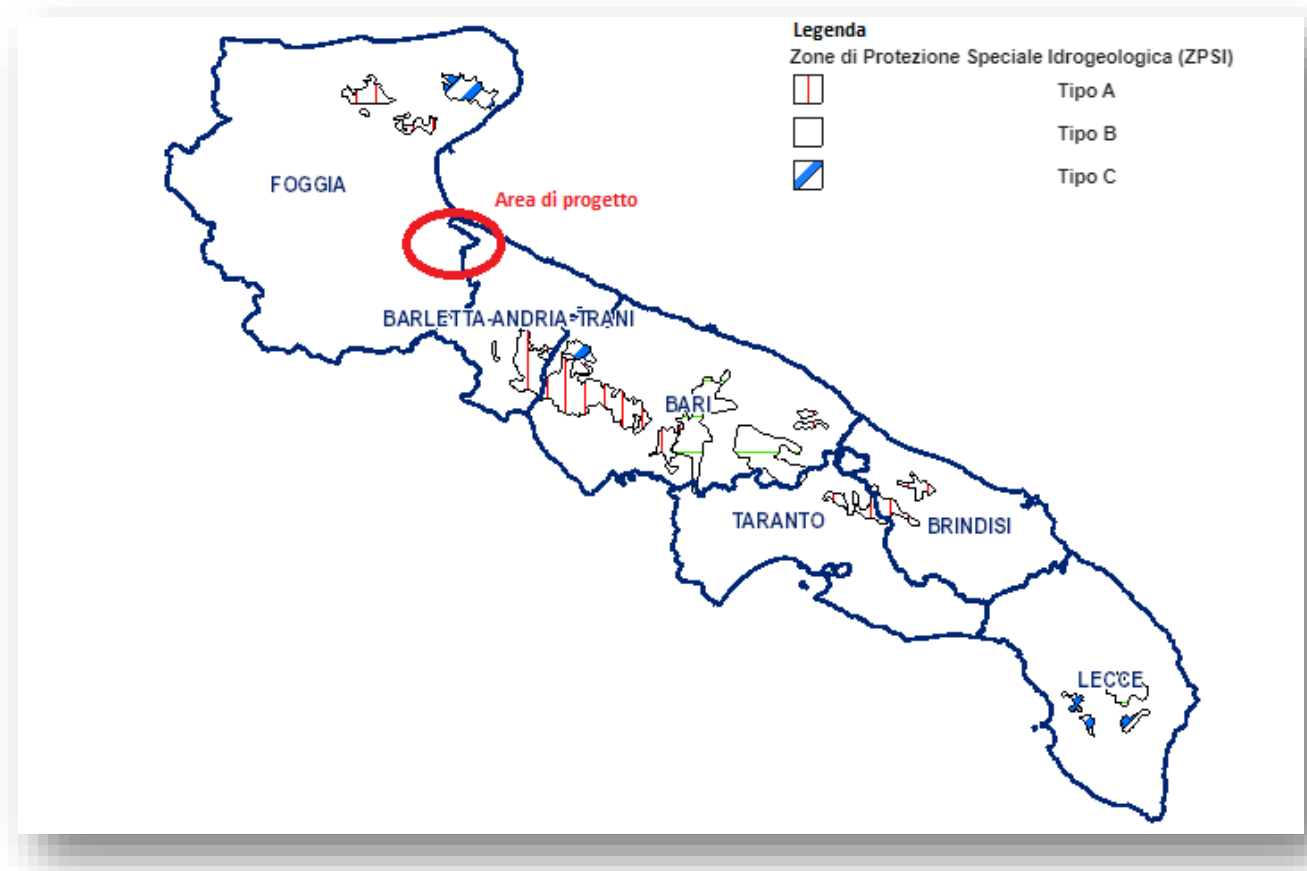 Legenda
Zone di Protezione Speciale Idrogeologica (ZPSI)
Tipo A
Tipo B
Tipo C
FOGGIA
Area di progetto
BARLETTA-ANDRIA-TRANI
BARI
TARANTO
BRINDISI
LECCE